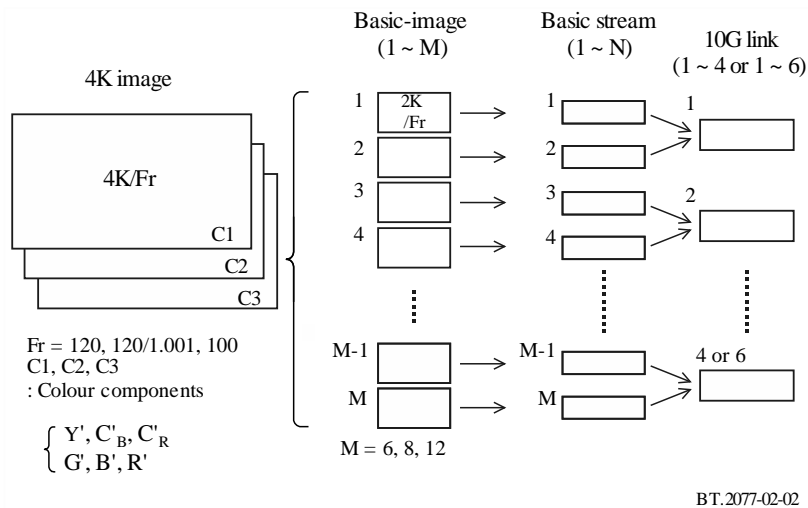 Basic-image
(1 ~ M)
Basic stream
(1 ~ N)
10G link
(1 ~ 4 or 1 ~ 6)
4K image
4K/Fr
C1
C2
C3
1
2K
/Fr
2
3
4
M-1
M
1
2
3
4
M-1
M
1
2
4 or 6
Fr = 120, 120/1.001, 100
C1, C2, C3
: Colour components
Y', C'B, C'R
G', B', R'
M = 6, 8, 12
BT.2077-02-02